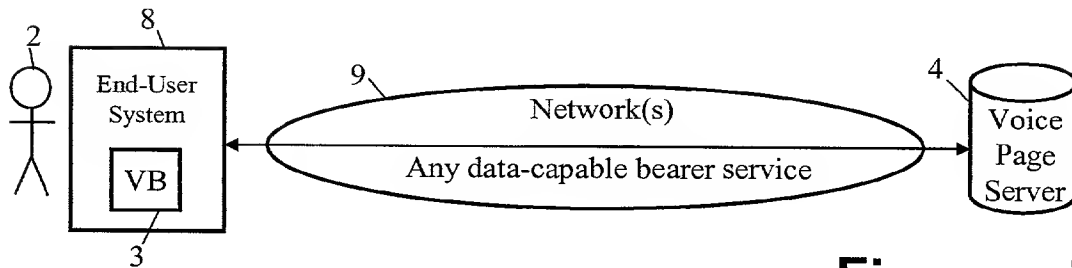 2
8
End-User
System
VB
3
9
Network(s)
Any data-capable bearer service
4
Voice
Page
Server